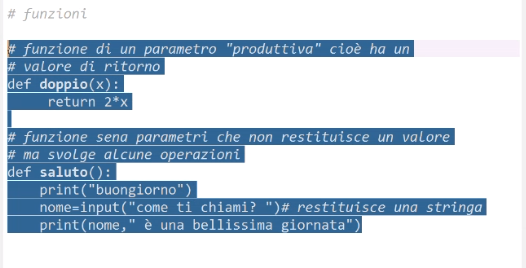 # funzioni
# funzione di un parametro "produttiva" cioè ha un
# valore di ritorno
def doppio(x):
return 2*x
# funzione sena parametri che non restituisce un valore
# ma svolge alcune operazioni
def saluto():
print("buongiorno")
nome=input("come ti chiami? ")# restituisce una stringa
print(nome," è una bellissima giornata")